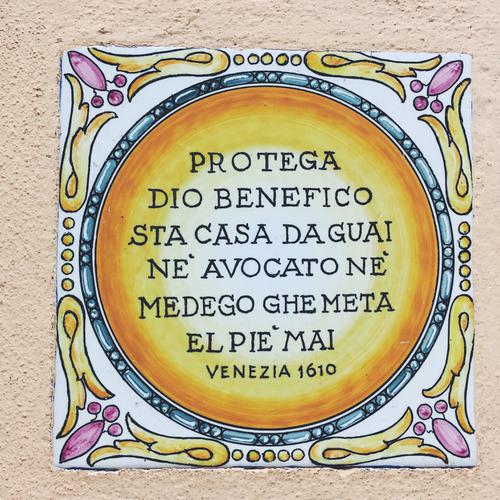 PROTEGA
DIO BENEFICO
STA CASA DA GUAI
NE` AVOCATO NE`
MEDEGO GHE META
EL PIE` MAI
VENEZIA 1610